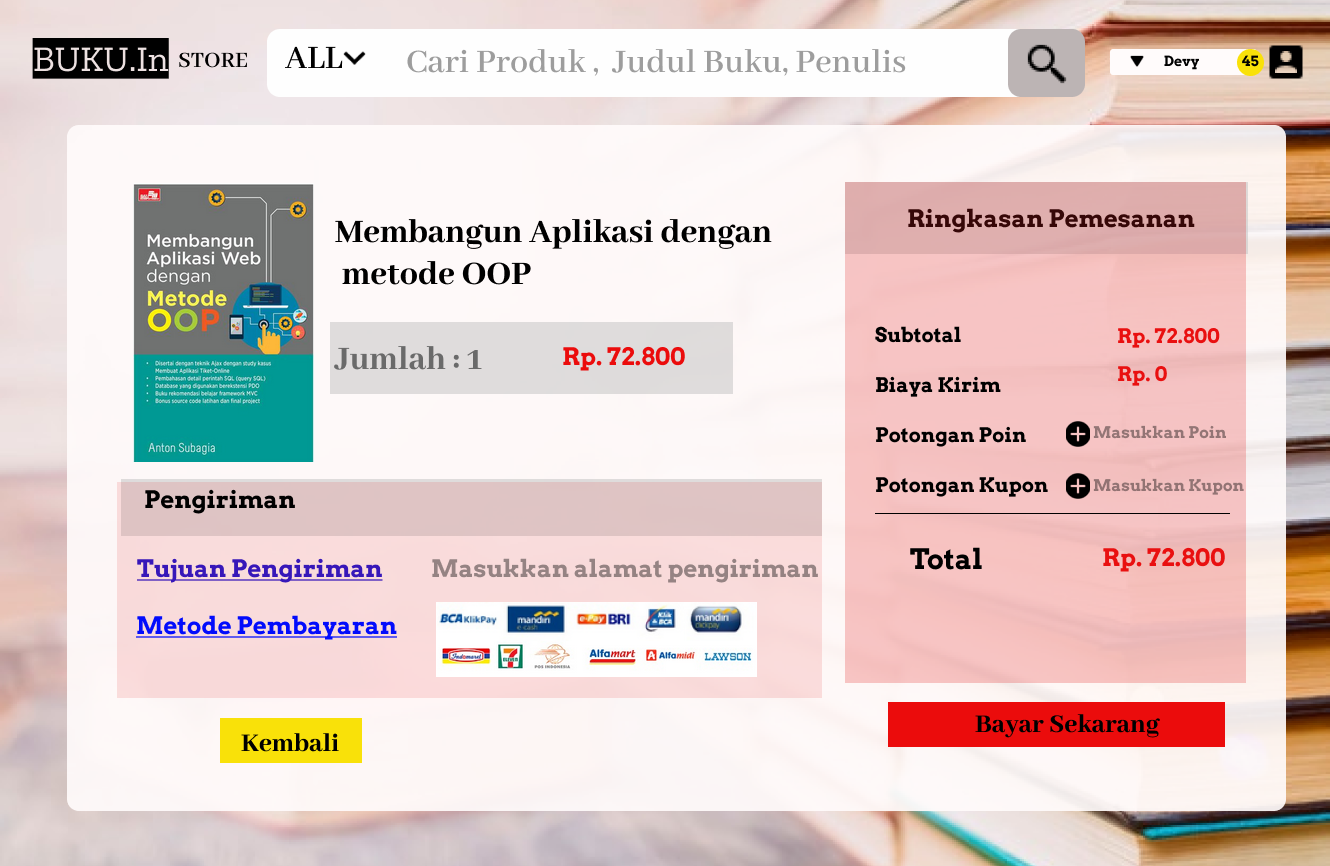 BUKU.In STORE
ALL
Cari Produk , Judul Buku, Penulis
Devy
45
Membangun
Aplikasi Web
dengan
Metode
OOP
• Disertai dengan teknik Ajax dengan study kasus
Membuat Aplikasi Tiket-Online
• Pembahasan detail perintah SQL (query SQL)
• Database yang digunakan berekstensi PDO
• Buku rekomendasi belajar framework MVC
• Bonus source code latihan dan final project
Anton Subagia
Membangun Aplikasi dengan
metode OOP
Jumlah : 1
Rp. 72.800
Pengiriman
Tujuan Pengiriman
Masukkan alamat pengiriman
Metode Pembayaran
BCA KlikPay
mandiri e-cash
e-Pay BRI
Klik BCA
mandiri clickpay
Indomaret
ELEVEN
POS INDONESIA
Alfamart
Alfamidi
LAWSON
Kembali
Ringkasan Pemesanan
Subtotal
Rp. 72.800
Biaya Kirim
Rp. 0
Potongan Poin
Masukkan Poin
Potongan Kupon
Masukkan Kupon
Total
Rp. 72.800
Bayar Sekarang